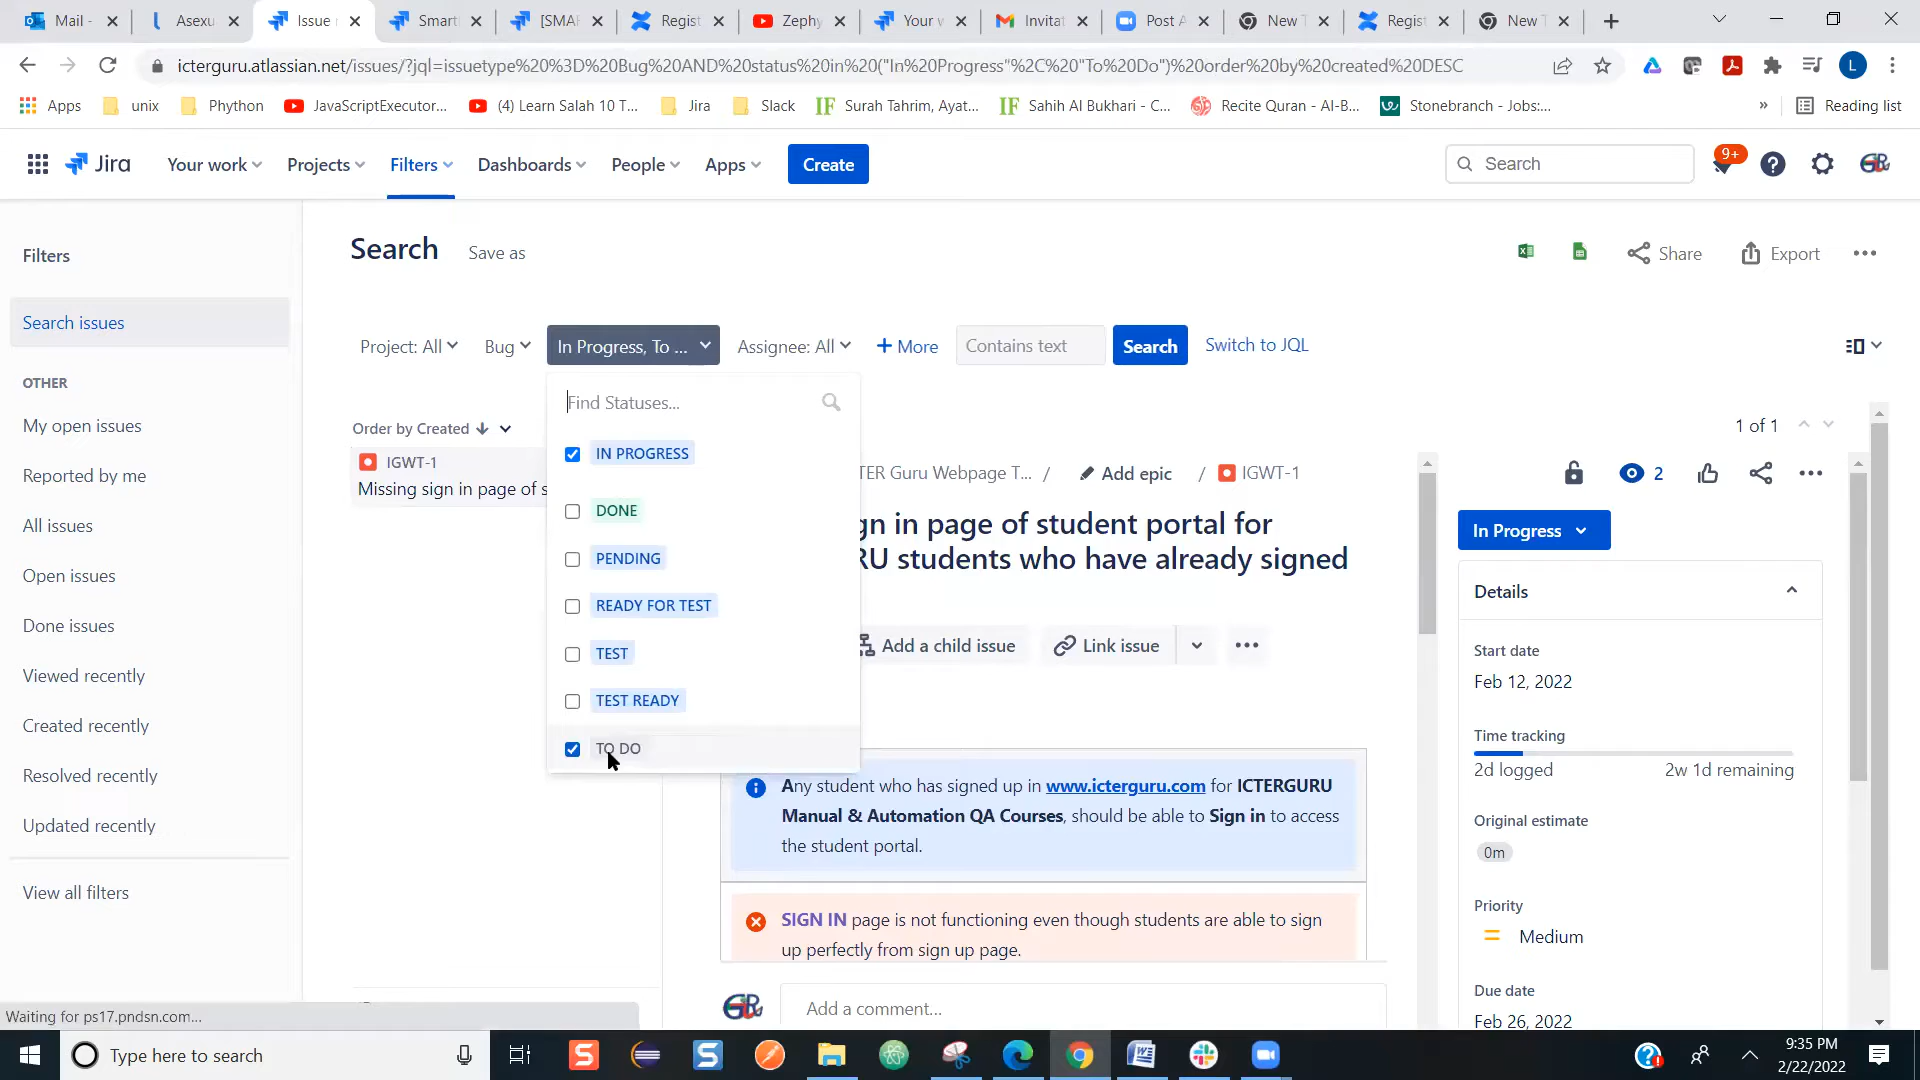 Mail -
Asexu
Issue
Smart
[SMAR
Regist
Zephy
Your w
Invitat
Post A
New T
Regist
New T
icterguru.atlassian.net/issues/?jql=issuetype%20%3D%20Bug%20AND%20status%20in%20("In%20Progress"%2C%20"To%20Do")%20order%20by%20created%20DESC
L
Apps unix Phython JavaScriptExecutor... (4) Learn Salah 10 T... Jira Slack Surah Tahrim, Ayat... Sahih Al Bukhari - C... Recite Quran - Al-B... Stonebranch - Jobs:... » Reading list
Jira Your work Projects Filters Dashboards People Apps Create Search 9+
Filters
Search issues
OTHER
My open issues
Reported by me
All issues
Open issues
Done issues
Viewed recently
Created recently
Resolved recently
Updated recently
View all filters
Search Save as Share Export
Project: All Bug In Progress, To ... Assignee: All + More Contains text Search Switch to JQL
Find Statuses...
IN PROGRESS
DONE
PENDING
READY FOR TEST
TEST
TEST READY
TO DO
Order by Created
IGWT-1
Missing sign in page of s
1 of 1
TER Guru Webpage T... / Add epic / IGWT-1
2
gn in page of student portal for
RU students who have already signed
Add a child issue Link issue
Any student who has signed up in www.icterguru.com for ICTERGURU
Manual & Automation QA Courses, should be able to Sign in to access
the student portal.
SIGN IN page is not functioning even though students are able to sign
up perfectly from sign up page.
Add a comment...
In Progress
Details
Start date
Feb 12, 2022
Time tracking
2d logged 2w 1d remaining
Original estimate
0m
Priority
Medium
Due date
Feb 26, 2022
Waiting for ps17.pndsn.com...
Type here to search
9:35 PM
2/22/2022